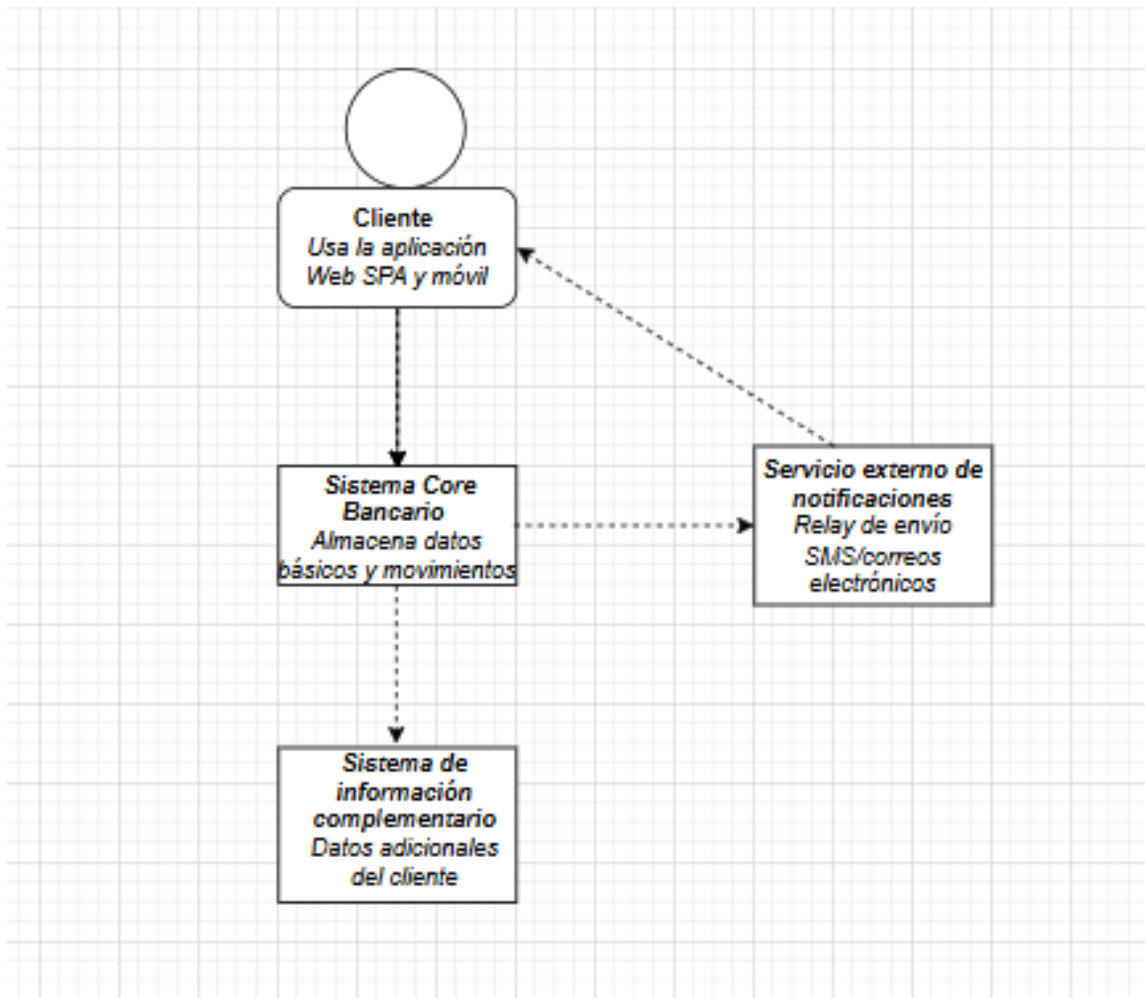 Cliente
Usa la aplicación
Web SPA y móvil
Sistema Core
Bancario
Almacena datos
básicos y movimientos
Servicio externo de
notificaciones
Relay de envío
SMS/correos
electrónicos
Sistema de
información
complementario
Datos adicionales
del cliente